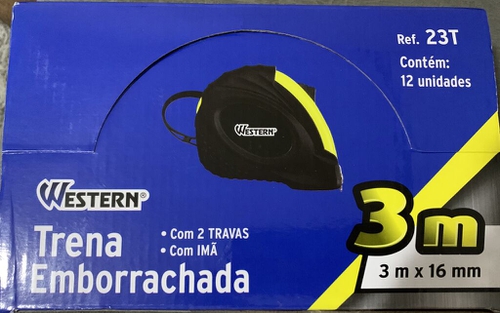 Ref. 23T
Contém:
12 unidades
WESTERN
WESTERN®
Trena
Emborrachada
• Com 2 TRAVAS
• Com IMÃ
3m
3 m x 16 mm